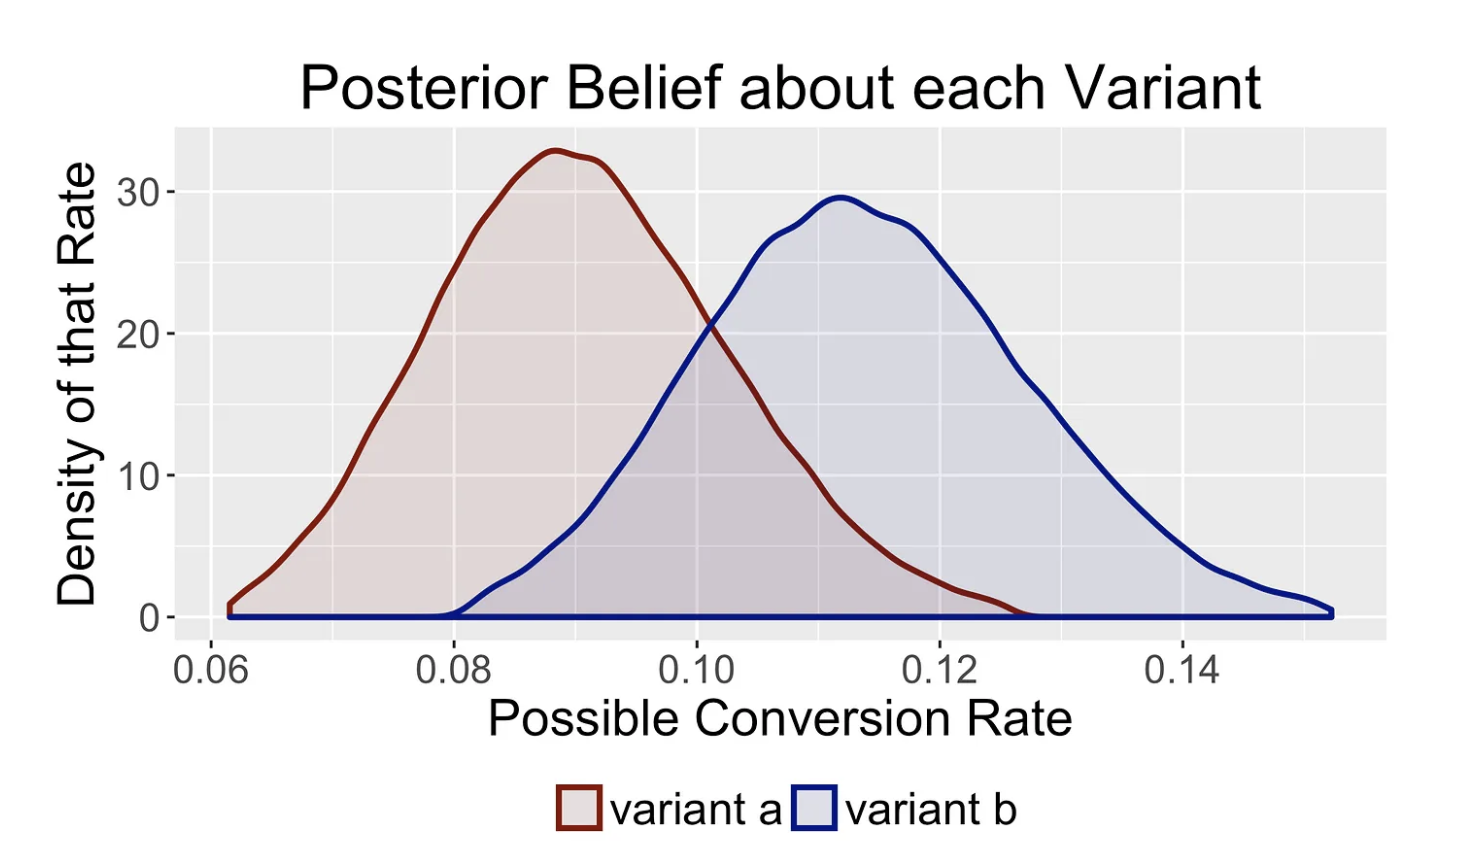 Posterior Belief about each Variant
Density of that Rate
30
20
10
0
0.06 0.08 0.10 0.12 0.14
Possible Conversion Rate
variant a variant b